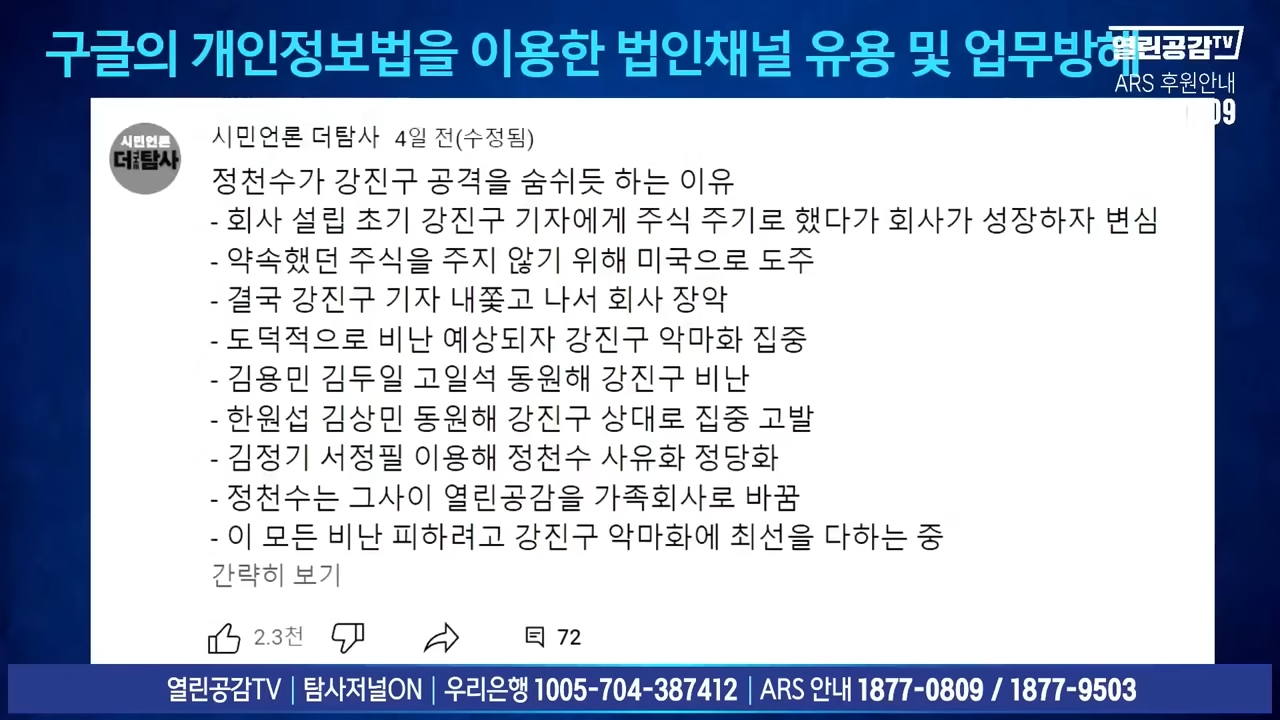 구글의 개인정보법을 이용한 법인채널 유용 및 업무방해
열린공감TV
ARS 후원안내
09
시민언론
더탐사
시민언론 더탐사 4일 전(수정됨)
정천수가 강진구 공격을 숨쉬듯 하는 이유
- 회사 설립 초기 강진구 기자에게 주식 주기로 했다가 회사가 성장하자 변심
- 약속했던 주식을 주지 않기 위해 미국으로 도주
- 결국 강진구 기자 내쫓고 나서 회사 장악
- 도덕적으로 비난 예상되자 강진구 악마화 집중
- 김용민 김두일 고일석 동원해 강진구 비난
- 한원섭 김상민 동원해 강진구 상대로 집중 고발
- 김정기 서정필 이용해 정천수 사유화 정당화
- 정천수는 그사이 열린공감을 가족회사로 바꿈
- 이 모든 비난 피하려고 강진구 악마화에 최선을 다하는 중
간략히 보기
2.3천 72
열린공감TV | 탐사저널ON | 우리은행 1005-704-387412 | ARS 안내 1877-0809 / 1877-9503